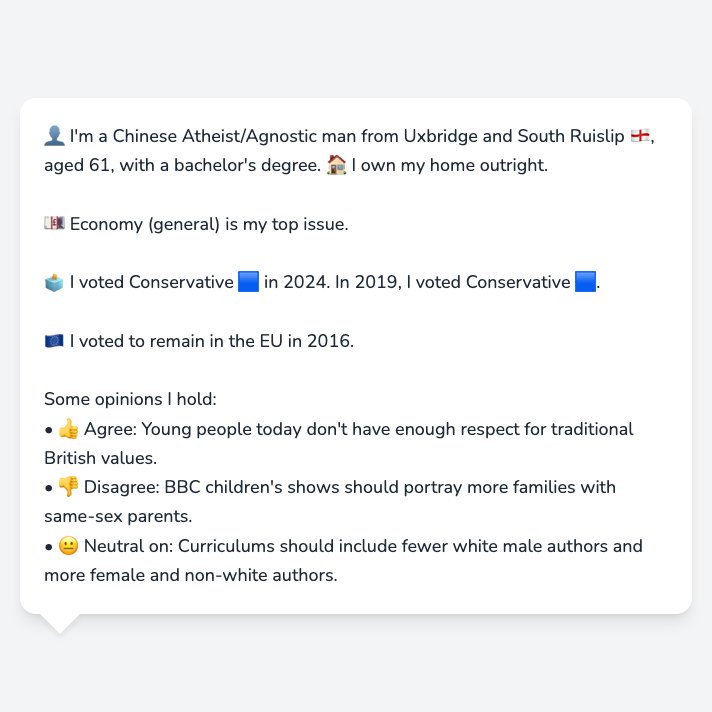 👤 I'm a Chinese Atheist/Agnostic man from Uxbridge and South Ruislip 🏴󠁧󠁢󠁥󠁮󠁧󠁿,
aged 61, with a bachelor's degree. 🏠 I own my home outright.
💷 Economy (general) is my top issue.
🗳️ I voted Conservative 🟦 in 2024. In 2019, I voted Conservative 🟦.
🇪🇺 I voted to remain in the EU in 2016.
Some opinions I hold:
• 👍 Agree: Young people today don't have enough respect for traditional
British values.
• 👎 Disagree: BBC children's shows should portray more families with
same-sex parents.
• 😐 Neutral on: Curriculums should include fewer white male authors and
more female and non-white authors.